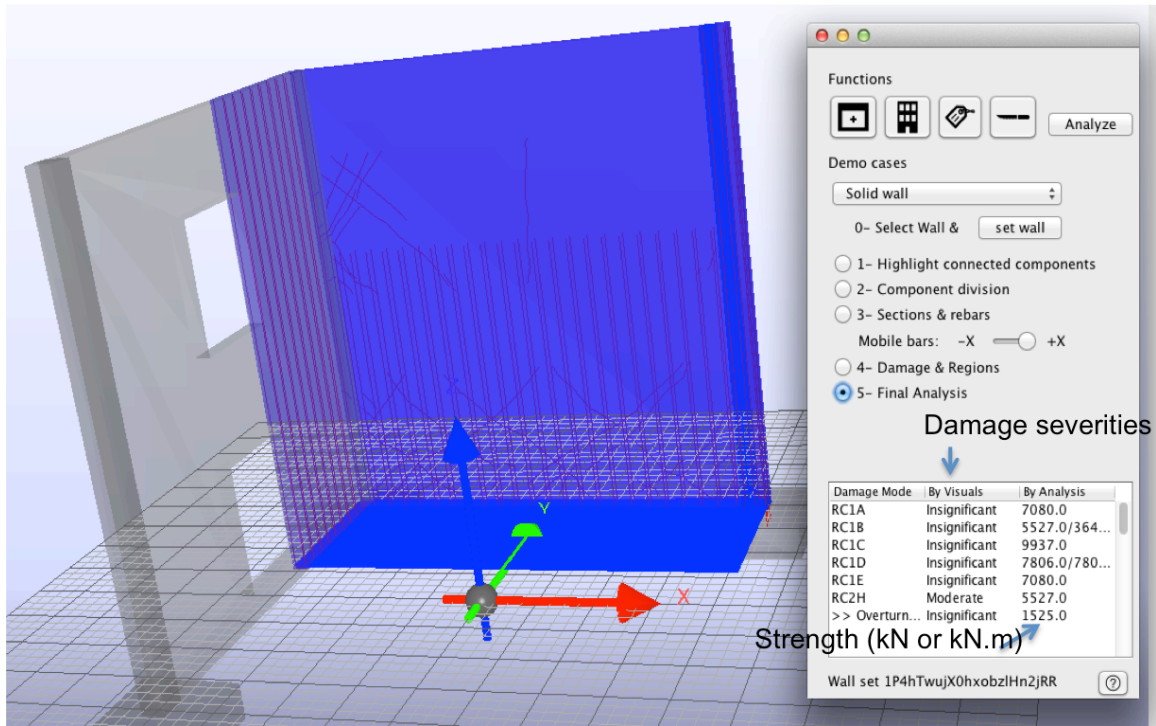 Functions
Analyze
Demo cases
Solid wall
0- Select Wall & set wall
1- Highlight connected components
2- Component division
3- Sections & rebars
Mobile bars: -X +X
4- Damage & Regions
5- Final Analysis
Damage severities
Damage Mode By Visuals By Analysis
RC1A Insignificant 7080.0
RC1B Insignificant 5527.0/364...
RC1C Insignificant 9937.0
RC1D Insignificant 7806.0/780...
RC1E Insignificant 7080.0
RC2H Moderate 5527.0
>> Overturn... Insignificant 1525.0
Strength (kN or kN.m)
Wall set 1P4hTwujX0hxobzlHn2jRR
?
Y
X